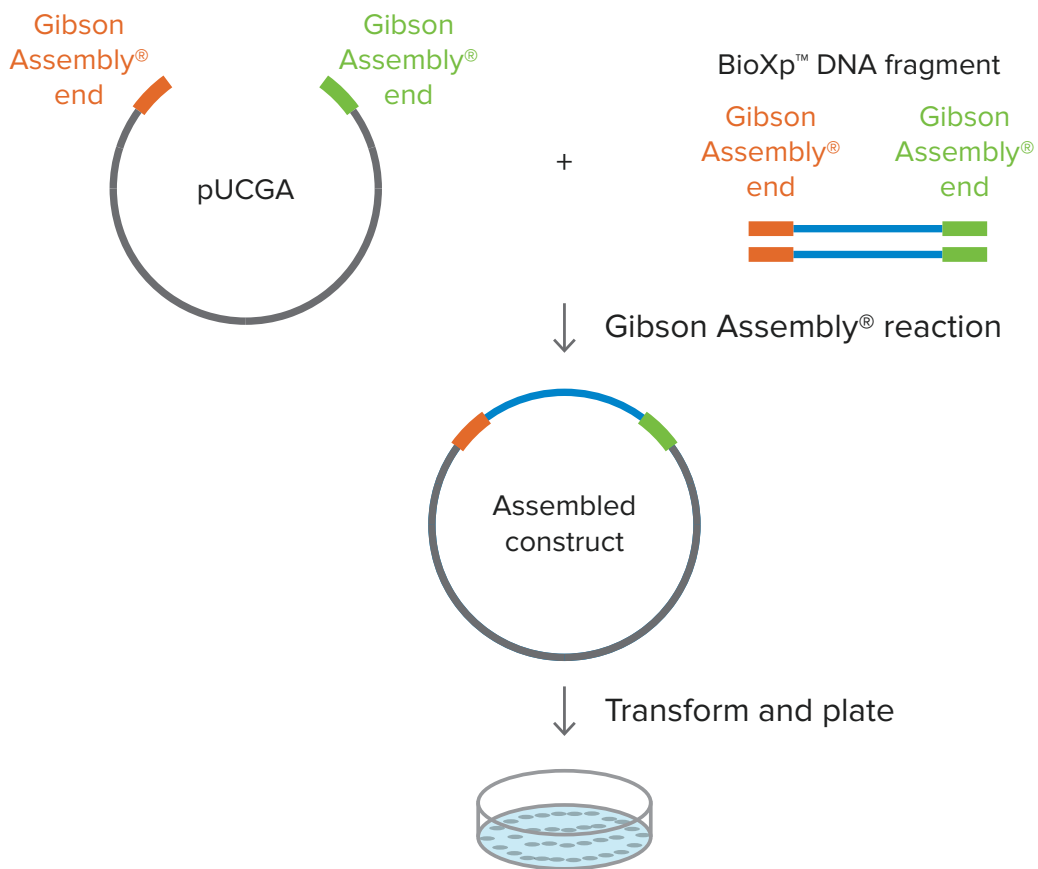 Gibson
Assembly®
end
Gibson
Assembly®
end
pUCGA
+
BioXp™ DNA fragment
Gibson
Assembly®
end
Gibson
Assembly®
end
Gibson Assembly® reaction
Assembled
construct
Transform and plate